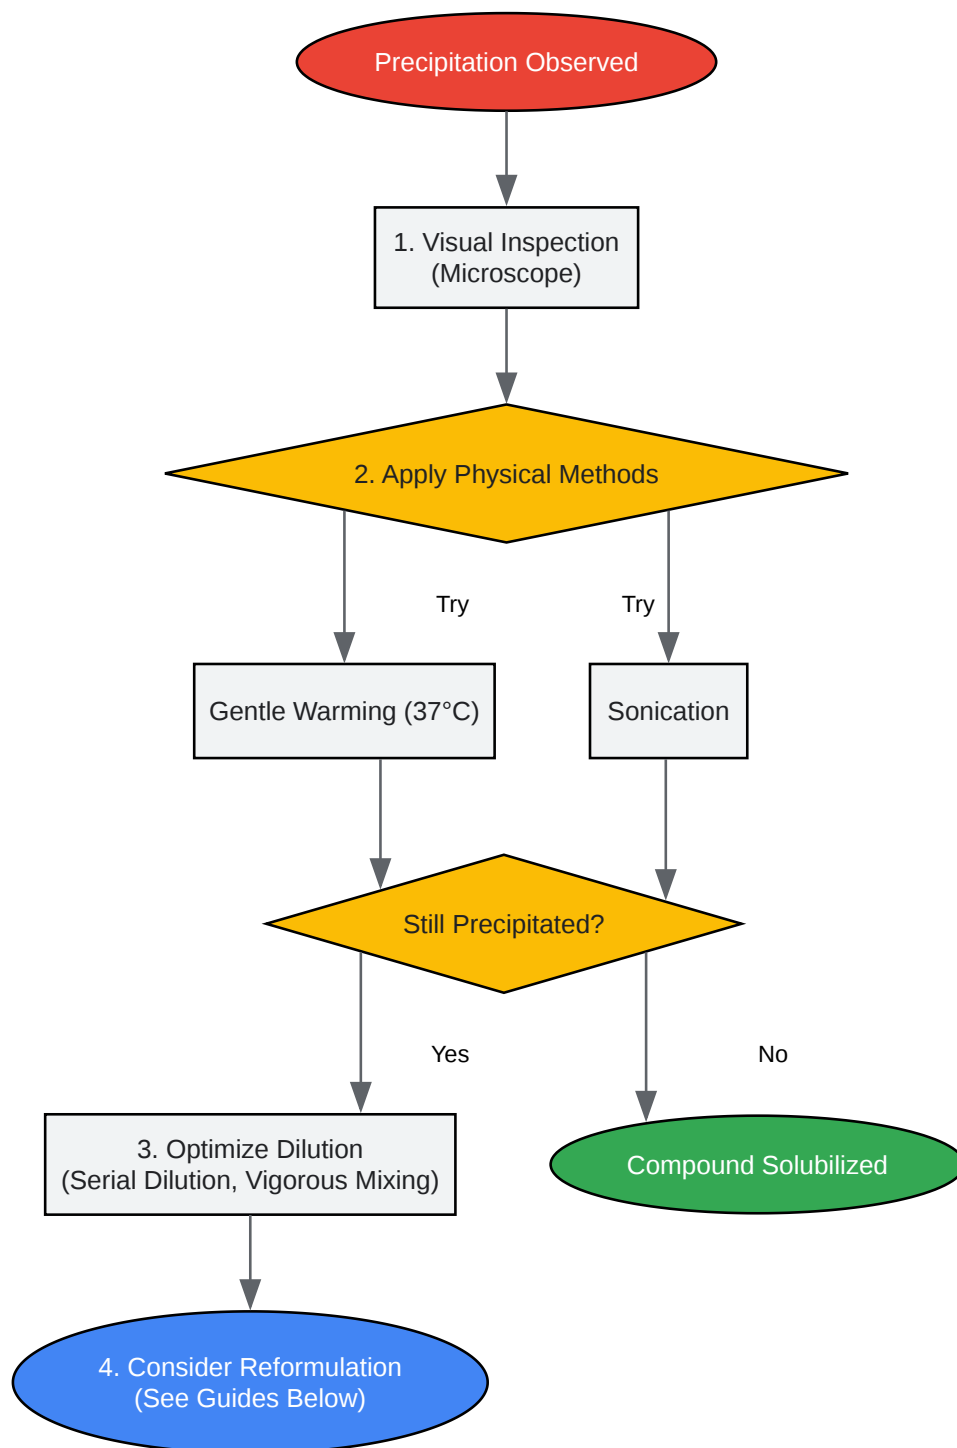 Precipitation Observed
1. Visual Inspection
(Microscope)
2. Apply Physical Methods
Try
Try
Gentle Warming (37°C)
Sonication
Still Precipitated?
Yes
No
3. Optimize Dilution
(Serial Dilution, Vigorous Mixing)
Compound Solubilized
4. Consider Reformulation
(See Guides Below)